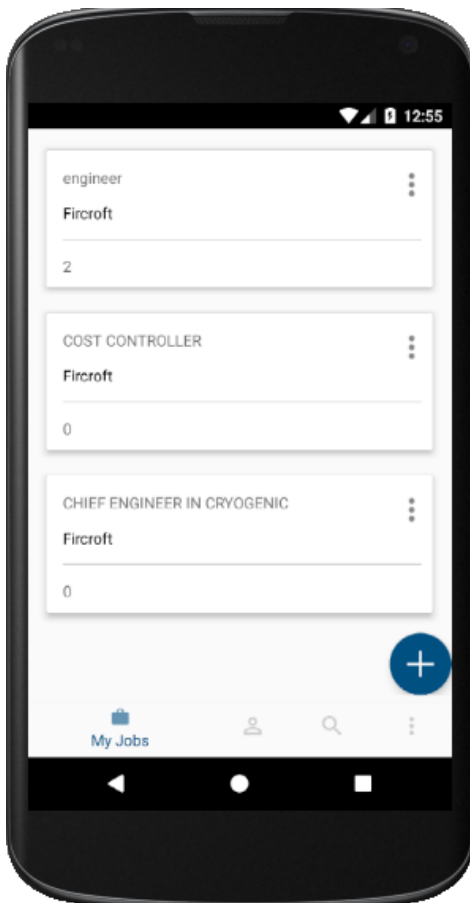 12:55
engineer
Fircroft
2
COST CONTROLLER
Fircroft
0
CHIEF ENGINEER IN CRYOGENIC
Fircroft
0
My Jobs